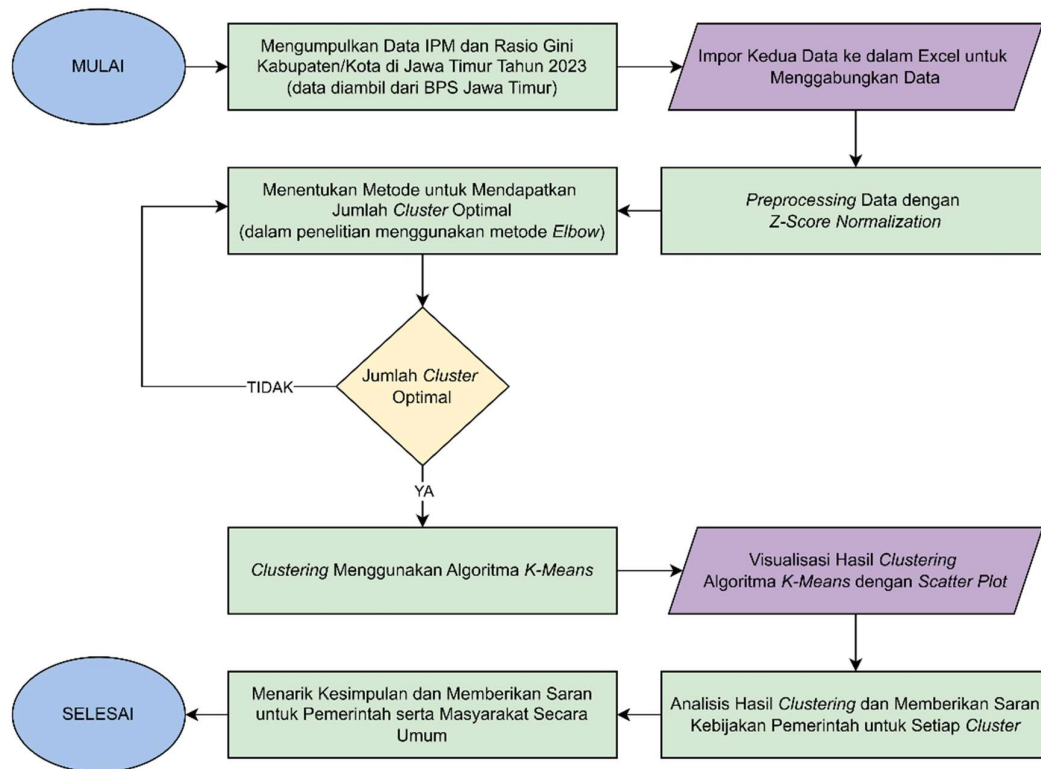 MULAI
Mengumpulkan Data IPM dan Rasio Gini
Kabupaten/Kota di Jawa Timur Tahun 2023
(data diambil dari BPS Jawa Timur)
Impor Kedua Data ke dalam Excel untuk
Menggabungkan Data
Preprocessing Data dengan
Z-Score Normalization
Menentukan Metode untuk Mendapatkan
Jumlah Cluster Optimal
(dalam penelitian menggunakan metode Elbow)
Jumlah Cluster
Optimal
TIDAK
YA
Clustering Menggunakan Algoritma K-Means
Visualisasi Hasil Clustering
Algoritma K-Means dengan Scatter Plot
Analisis Hasil Clustering dan Memberikan Saran
Kebijakan Pemerintah untuk Setiap Cluster
Menarik Kesimpulan dan Memberikan Saran
untuk Pemerintah serta Masyarakat Secara
Umum
SELESAI